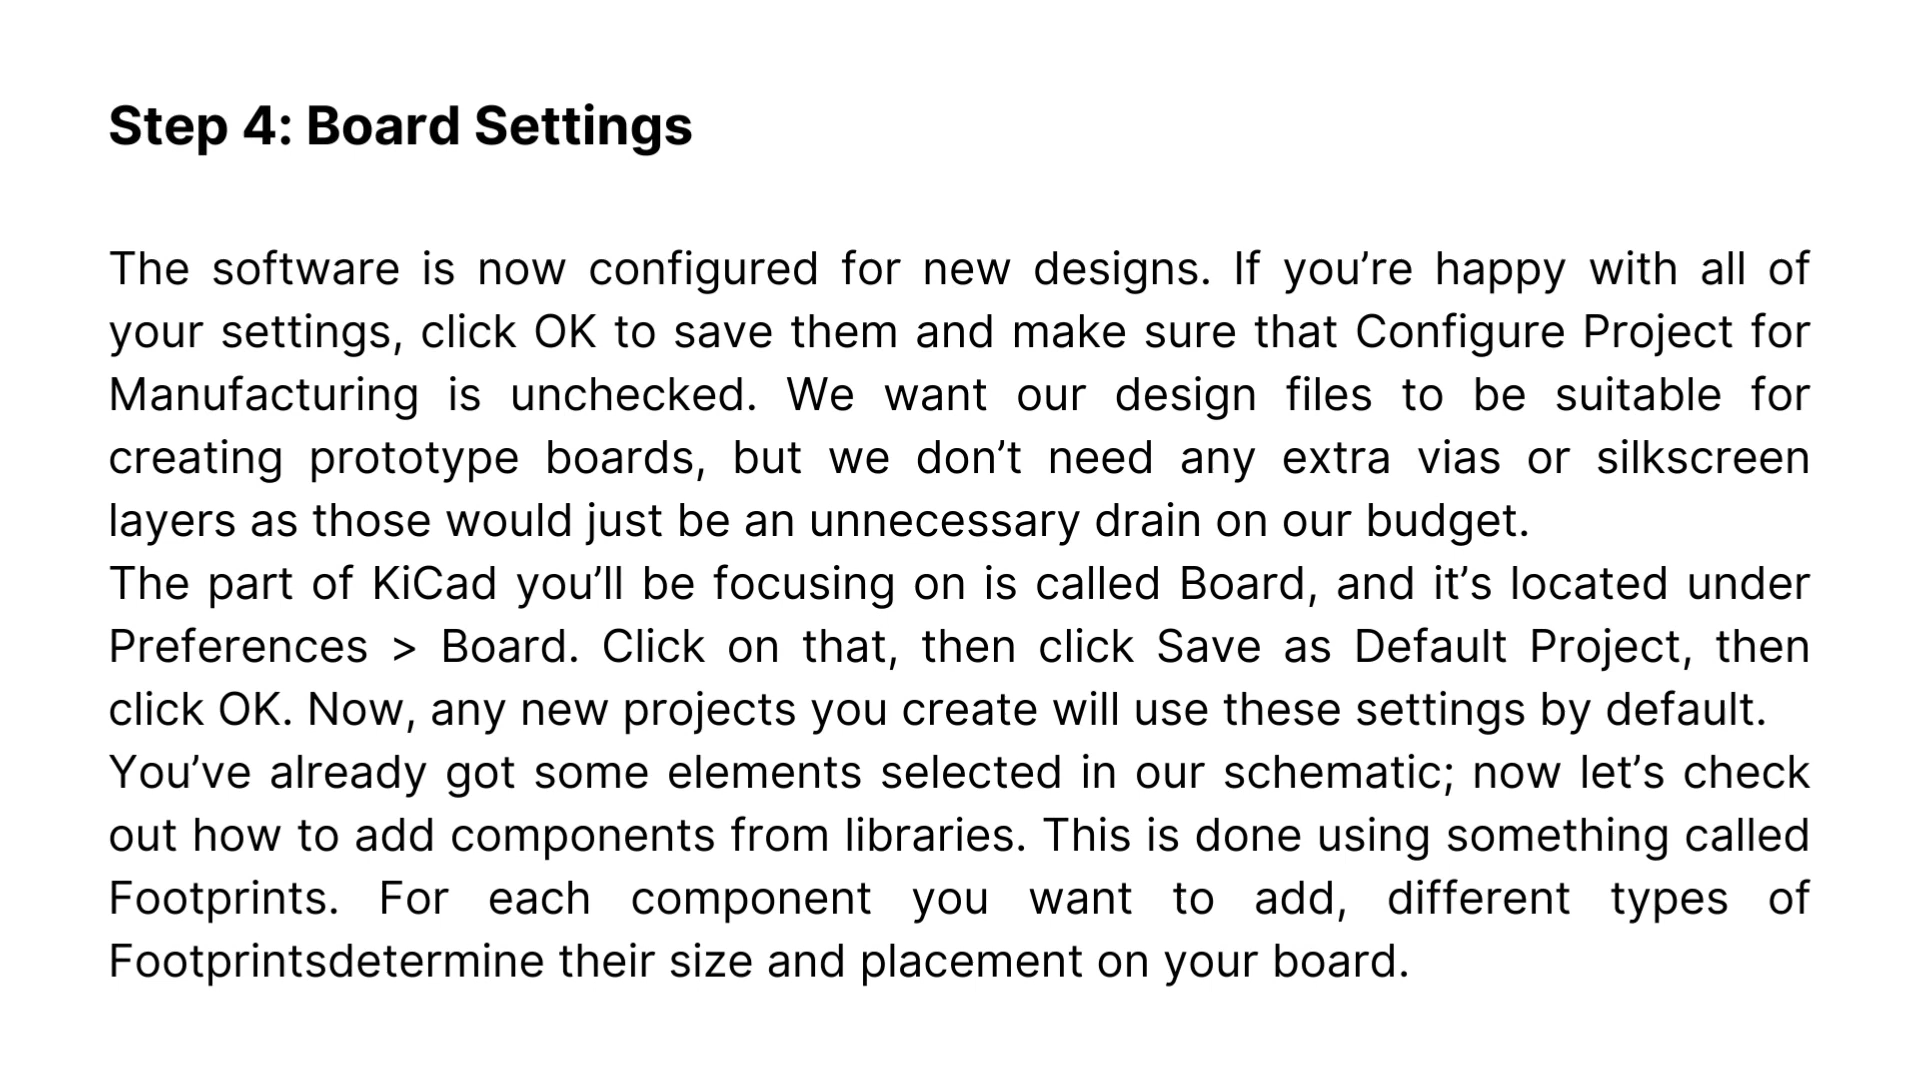 Step 4: Board Settings
The software is now configured for new designs. If you’re happy with all of
your settings, click OK to save them and make sure that Configure Project for
Manufacturing is unchecked. We want our design files to be suitable for
creating prototype boards, but we don’t need any extra vias or silkscreen
layers as those would just be an unnecessary drain on our budget.
The part of KiCad you’ll be focusing on is called Board, and it’s located under
Preferences > Board. Click on that, then click Save as Default Project, then
click OK. Now, any new projects you create will use these settings by default.
You’ve already got some elements selected in our schematic; now let’s check
out how to add components from libraries. This is done using something called
Footprints. For each component you want to add, different types of
Footprintsdetermine their size and placement on your board.